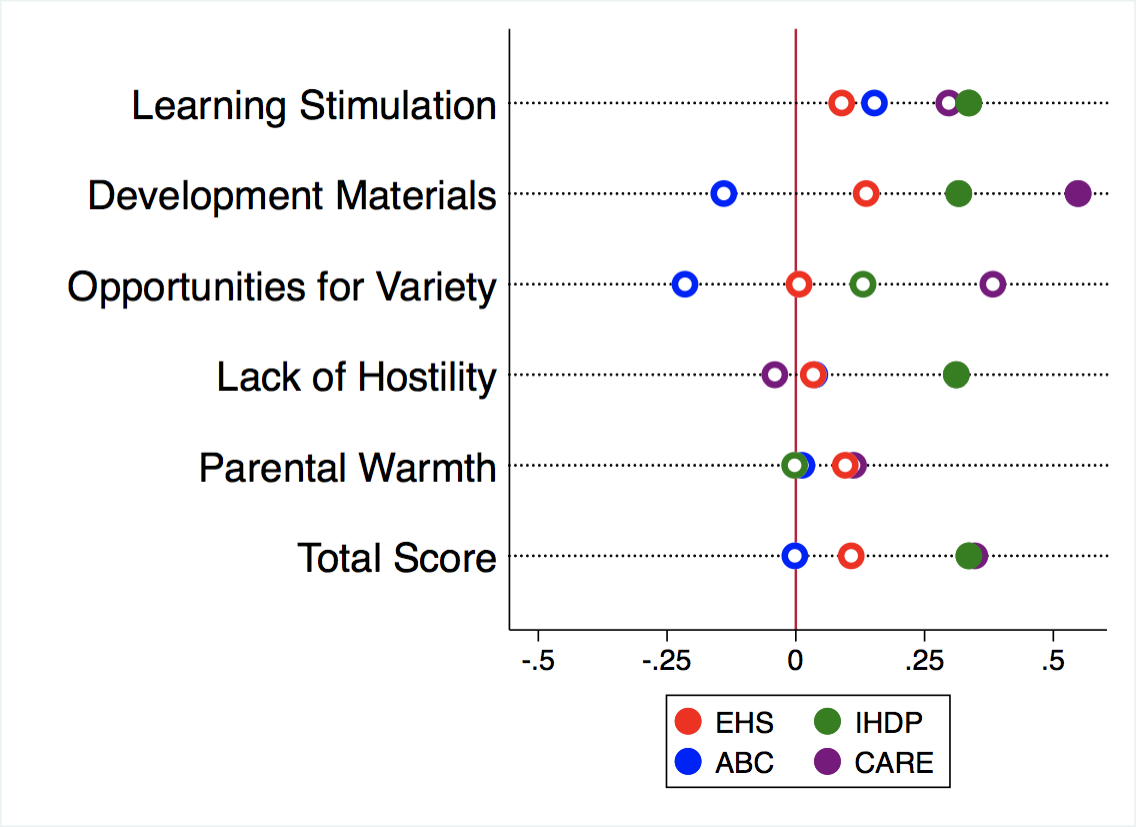 Learning Stimulation
Development Materials
Opportunities for Variety
Lack of Hostility
Parental Warmth
Total Score
-.5 -.25 0 .25 .5
EHS IHDP
ABC CARE